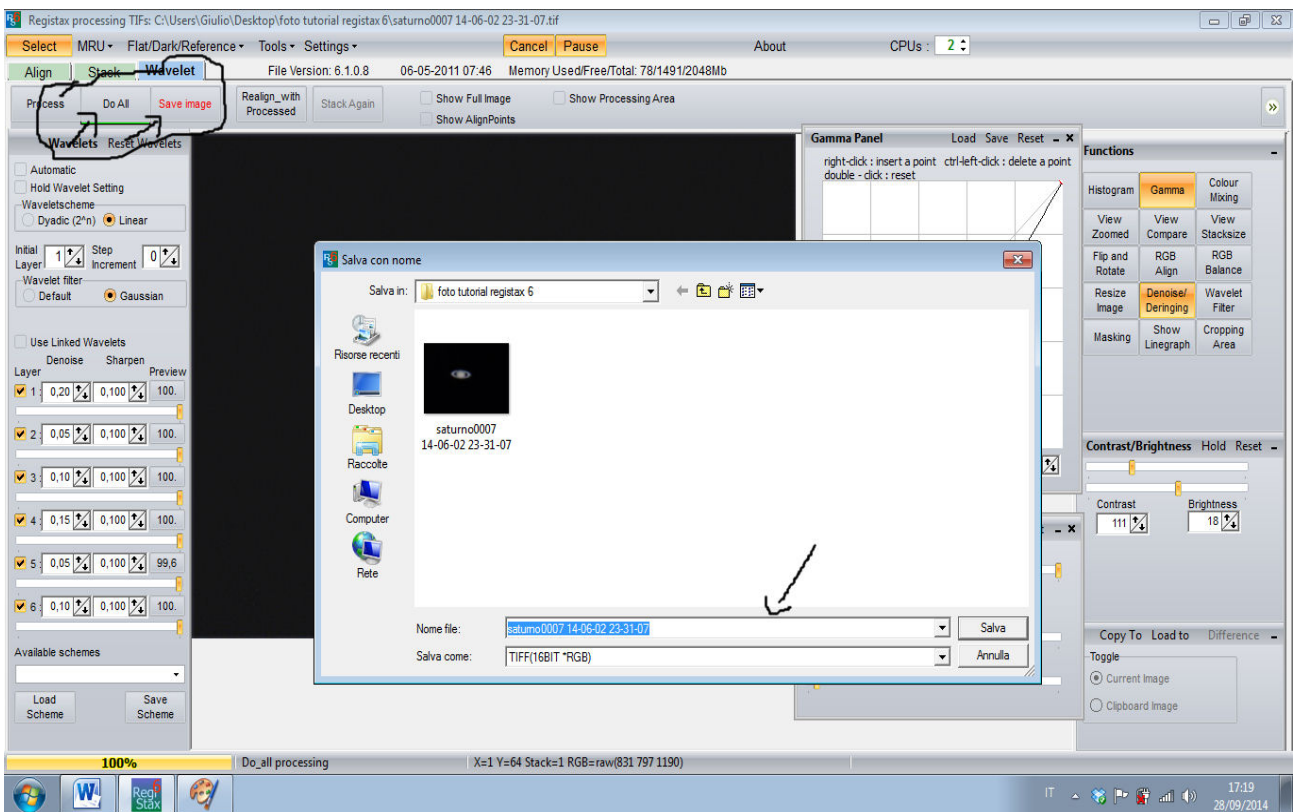 Registax processing TIFs: C:\Users\Giulio\Desktop\foto tutorial registax 6\saturno0007 14-06-02 23-31-07.tif
Select MRU Flat/Dark/Reference Tools Settings Cancel Pause About CPUs : 2
Align Stack Wavelet File Version: 6.1.0.8 06-05-2011 07:46 Memory Used/Free/Total: 78/1491/2048Mb
Process Do All Save image Realign_with Processed Stack Again
Show Full Image Show Processing Area
Show AlignPoints
Wavelets Reset Wavelets
Automatic
Hold Wavelet Setting
Waveletscheme
Dyadic (2^n) Linear
Initial Layer 1 Step Increment 0
Wavelet filter
Default Gaussian
Use Linked Wavelets
Denoise Sharpen
Layer Preview
1 : 0,20 0,100 100.
2 : 0,05 0,100 100.
3 : 0,10 0,100 100.
4 : 0,15 0,100 100.
5 : 0,05 0,100 99,6
6 : 0,10 0,100 100.
Available schemes
Load Scheme Save Scheme
Gamma Panel Load Save Reset
right-click : insert a point ctrl-left-click : delete a point
double - click : reset
Salva con nome
Salva in: foto tutorial registax 6
Risorse recenti
Desktop
Raccolte
Computer
Rete
saturno0007
14-06-02 23-31-07
Nome file: saturno0007 14-06-02 23-31-07 Salva
Salva come: TIFF(16BIT *RGB) Annulla
Functions
Histogram Gamma Colour Mixing
View Zoomed View Compare View Stacksize
Flip and Rotate RGB Align RGB Balance
Resize Image Denoise/ Deringing Wavelet Filter
Masking Show Linegraph Cropping Area
Contrast/Brightness Hold Reset
Contrast Brightness
111 18
Copy To Load to Difference
Toggle
Current Image
Clipboard Image
100% Do_all processing X=1 Y=64 Stack=1 RGB=raw(831 797 1190)
W
Regi Stax
IT
17:19
28/09/2014